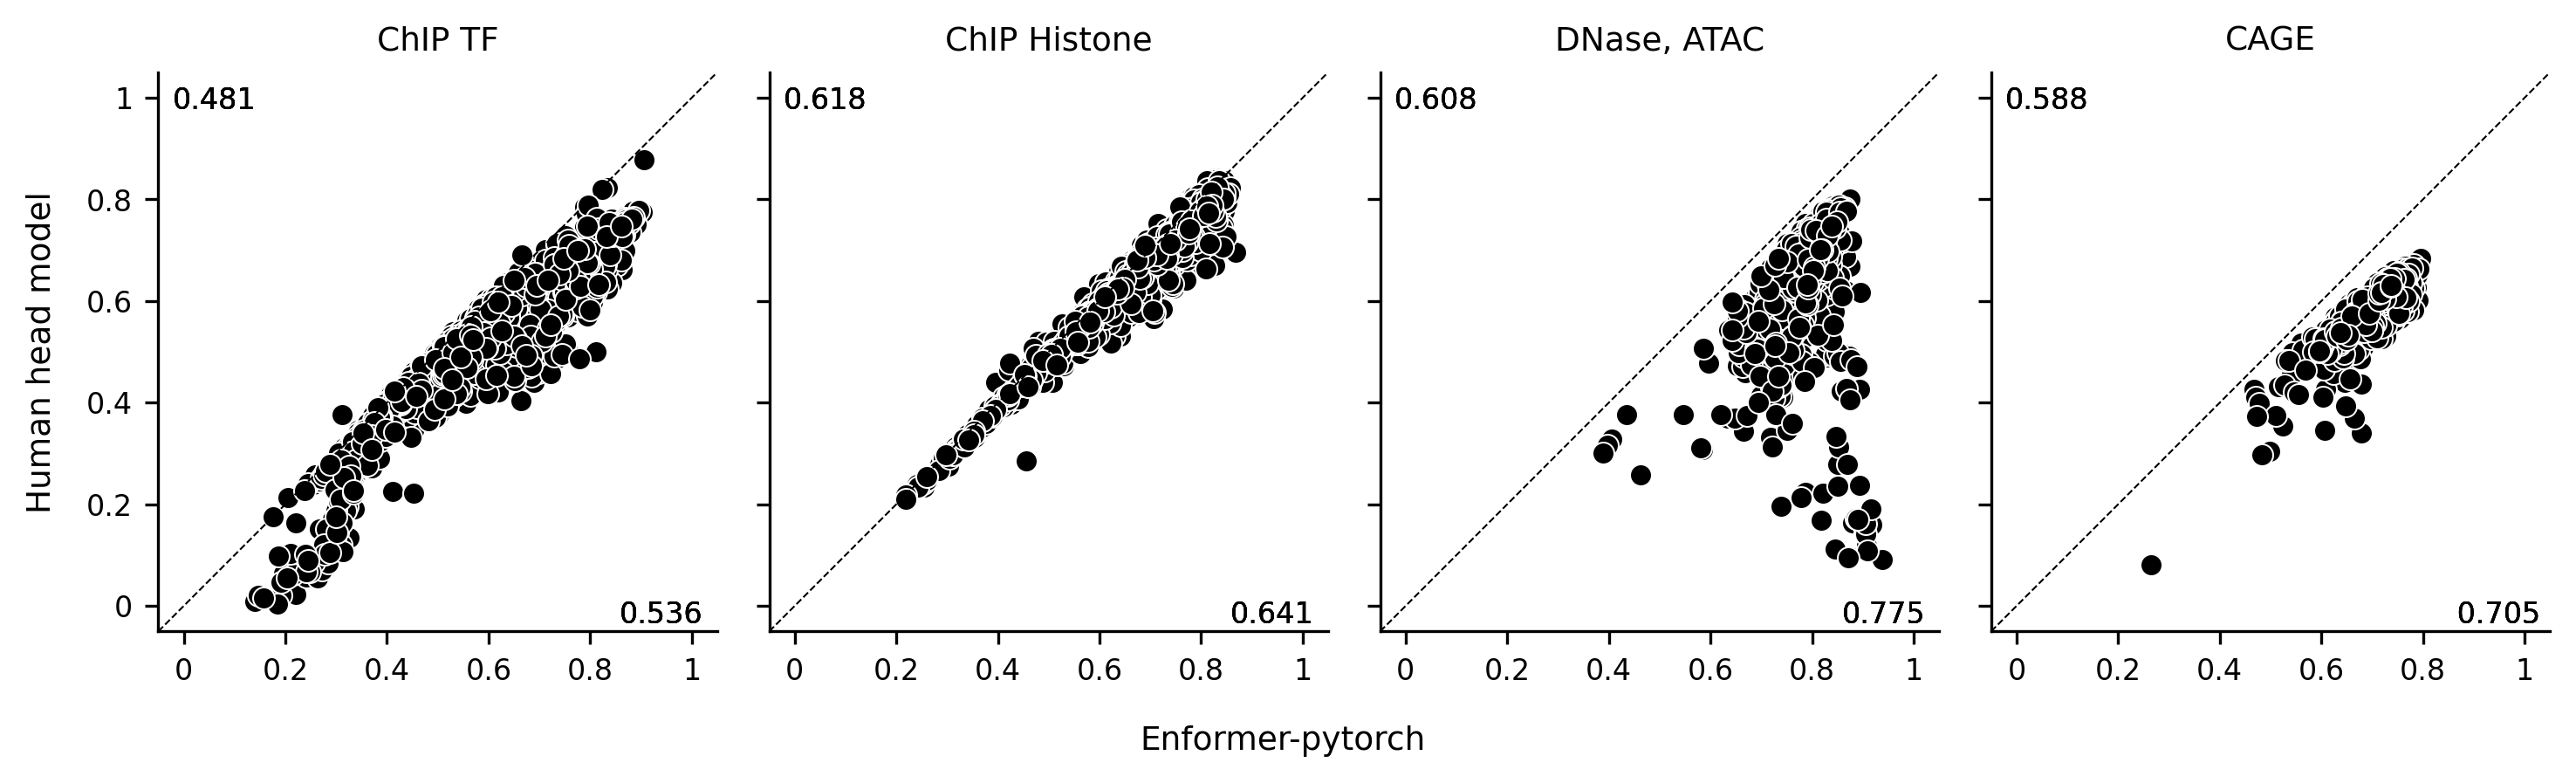 ChIP TF
ChIP Histone
DNase, ATAC
CAGE
Human head model
1
0.8
0.6
0.4
0.2
0
0.481
0.536
0.618
0.641
0.608
0.775
0.588
0.705
0 0.2 0.4 0.6 0.8 1
0 0.2 0.4 0.6 0.8 1
0 0.2 0.4 0.6 0.8 1
0 0.2 0.4 0.6 0.8 1
Enformer-pytorch